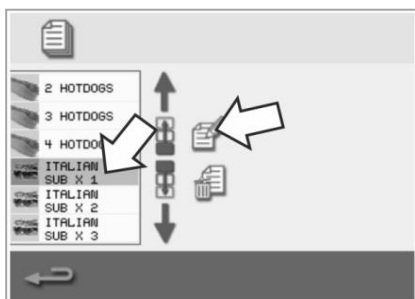 2 HOTDOGS
3 HOTDOGS
4 HOTDO
ITALIAN
SUB X 1
ITALIAN
SUB X 2
ITALIAN
SUB X 3